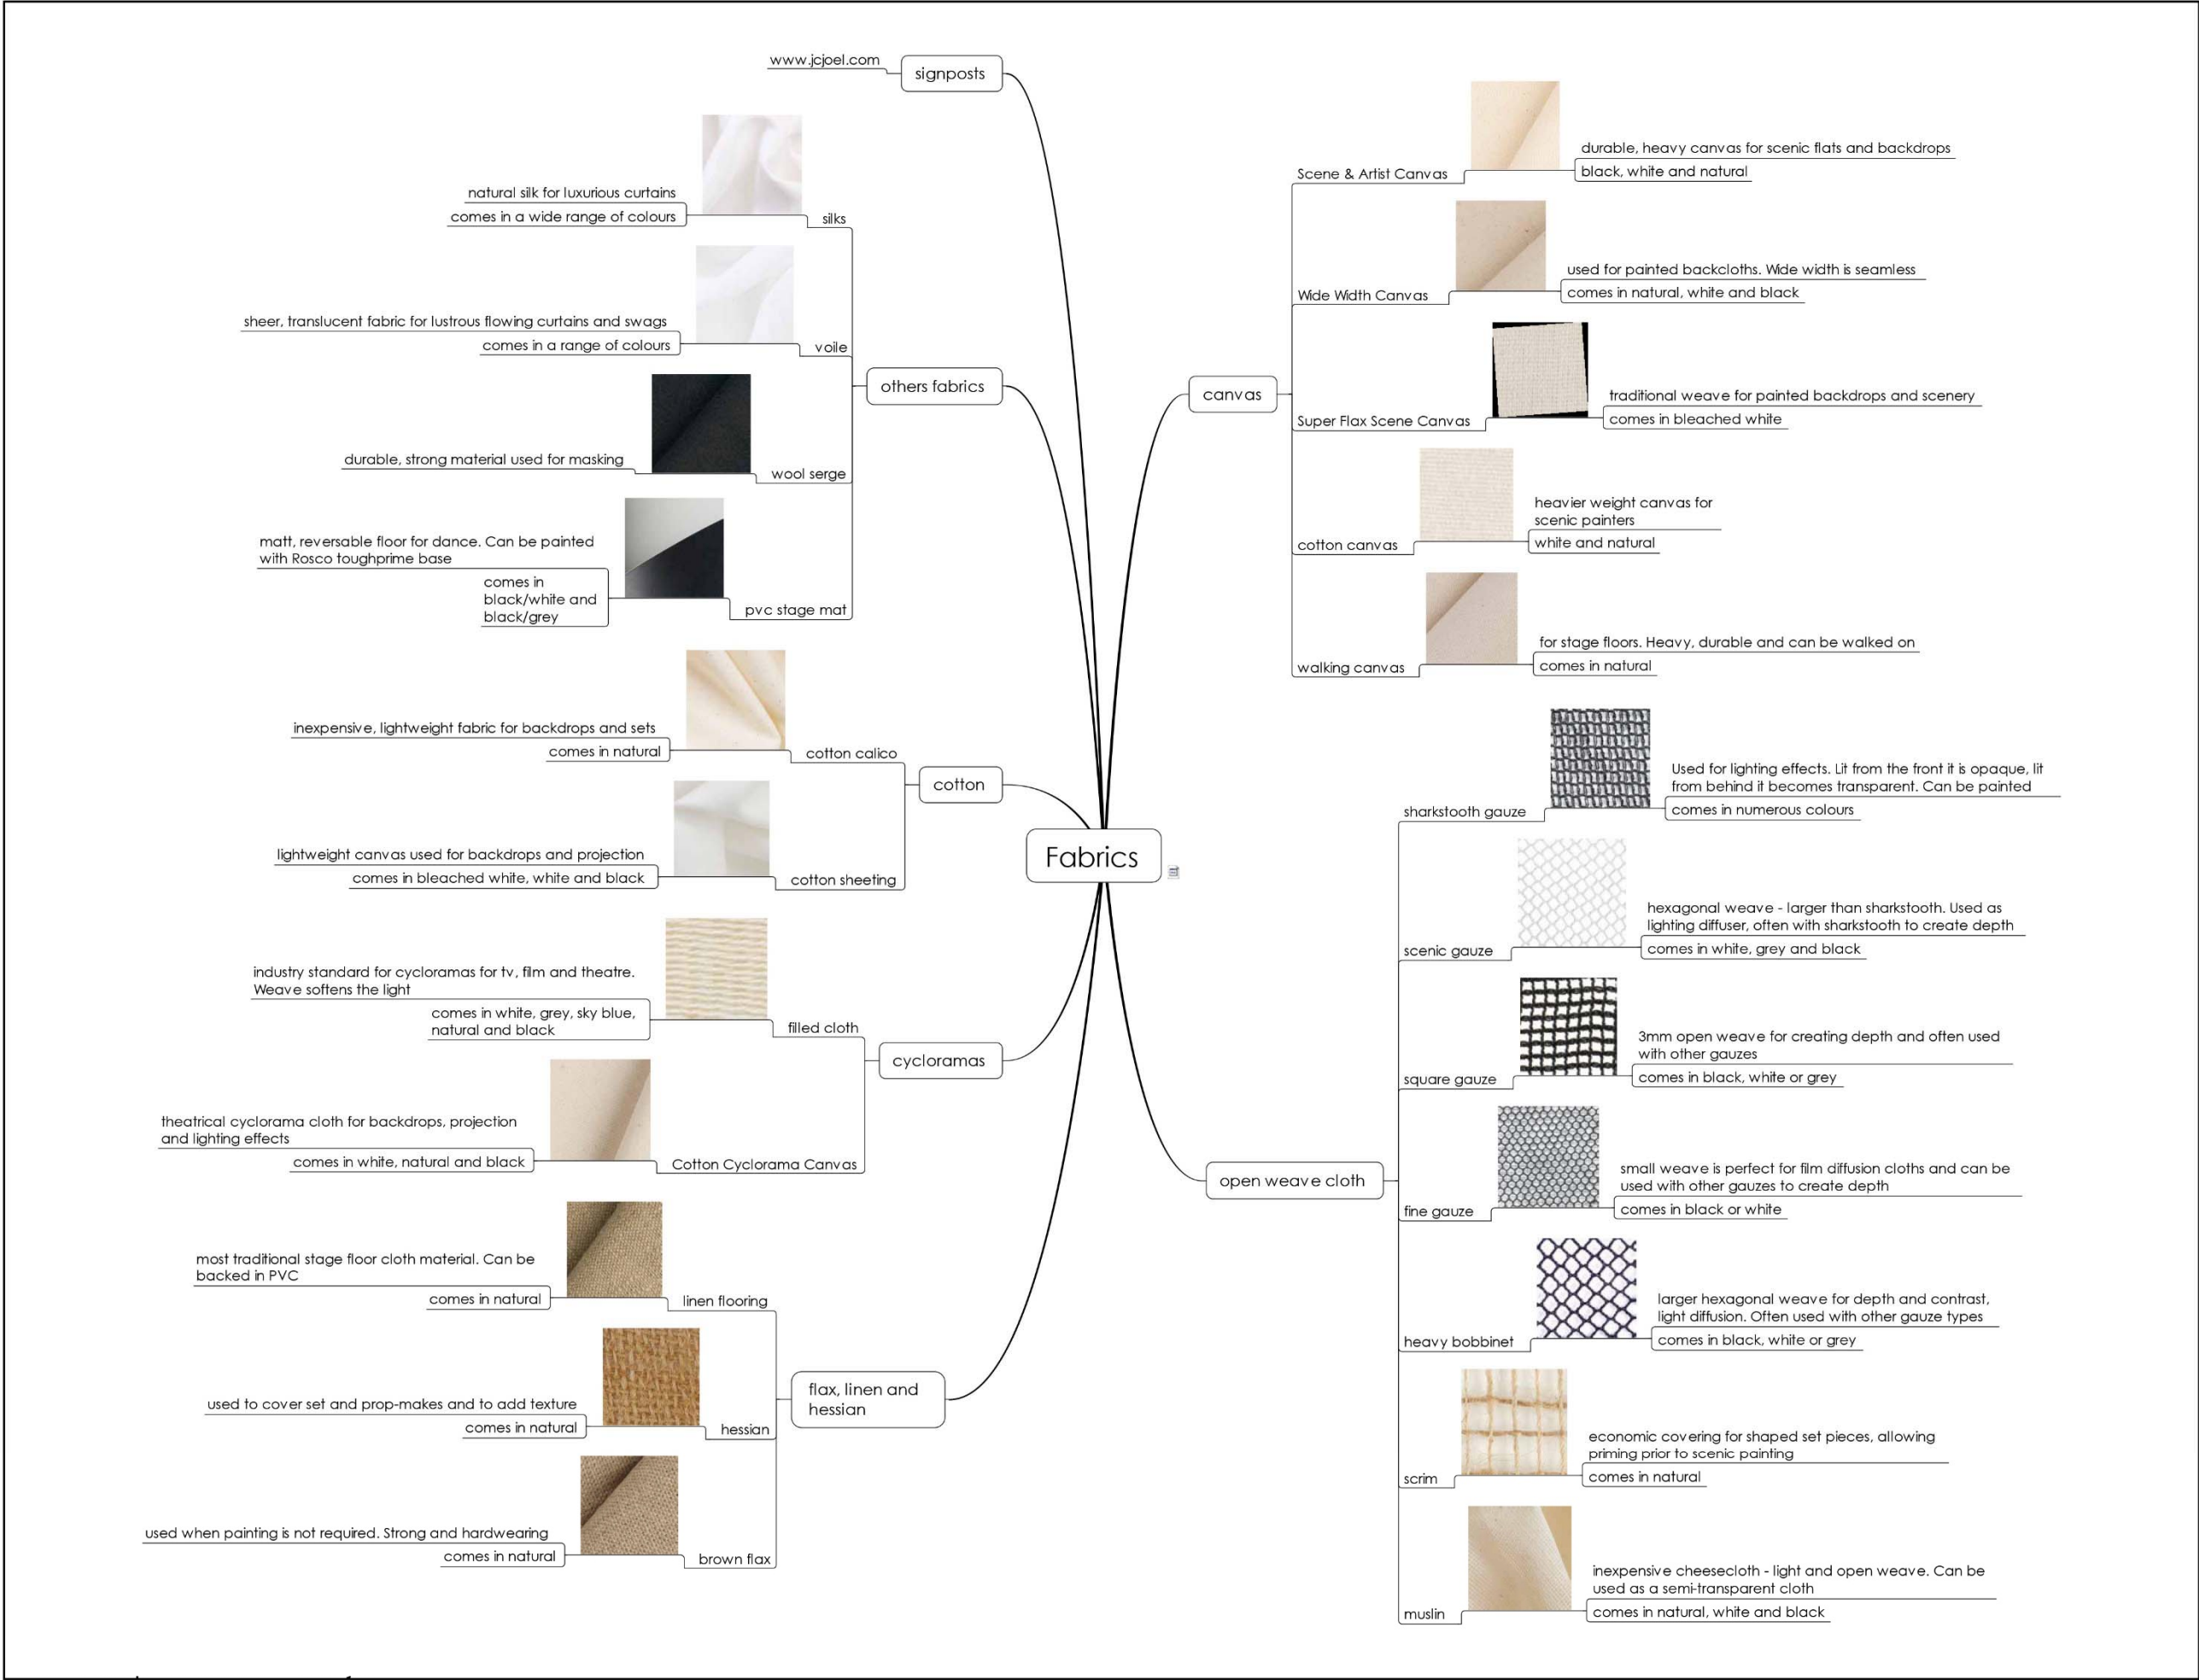 Fabrics
signposts
www.jcjoel.com
others fabrics
silks
natural silk for luxurious curtains
comes in a wide range of colours
voile
sheer, translucent fabric for lustrous flowing curtains and swags
comes in a range of colours
wool serge
durable, strong material used for masking
pvc stage mat
matt, reversable floor for dance. Can be painted
with Rosco toughprime base
comes in
black/white and
black/grey
cotton
cotton calico
inexpensive, lightweight fabric for backdrops and sets
comes in natural
cotton sheeting
lightweight canvas used for backdrops and projection
comes in bleached white, white and black
cycloramas
filled cloth
industry standard for cycloramas for tv, film and theatre.
Weave softens the light
comes in white, grey, sky blue,
natural and black
Cotton Cyclorama Canvas
theatrical cyclorama cloth for backdrops, projection
and lighting effects
comes in white, natural and black
flax, linen and
hessian
linen flooring
most traditional stage floor cloth material. Can be
backed in PVC
comes in natural
hessian
used to cover set and prop-makes and to add texture
comes in natural
brown flax
used when painting is not required. Strong and hardwearing
comes in natural
canvas
Scene & Artist Canvas
durable, heavy canvas for scenic flats and backdrops
black, white and natural
Wide Width Canvas
used for painted backcloths. Wide width is seamless
comes in natural, white and black
Super Flax Scene Canvas
traditional weave for painted backdrops and scenery
comes in bleached white
cotton canvas
heavier weight canvas for
scenic painters
white and natural
walking canvas
for stage floors. Heavy, durable and can be walked on
comes in natural
open weave cloth
sharkstooth gauze
Used for lighting effects. Lit from the front it is opaque, lit
from behind it becomes transparent. Can be painted
comes in numerous colours
scenic gauze
hexagonal weave - larger than sharkstooth. Used as
lighting diffuser, often with sharkstooth to create depth
comes in white, grey and black
square gauze
3mm open weave for creating depth and often used
with other gauzes
comes in black, white or grey
fine gauze
small weave is perfect for film diffusion cloths and can be
used with other gauzes to create depth
comes in black or white
heavy bobbinet
larger hexagonal weave for depth and contrast,
light diffusion. Often used with other gauze types
comes in black, white or grey
scrim
economic covering for shaped set pieces, allowing
priming prior to scenic painting
comes in natural
muslin
inexpensive cheesecloth - light and open weave. Can be
used as a semi-transparent cloth
comes in natural, white and black